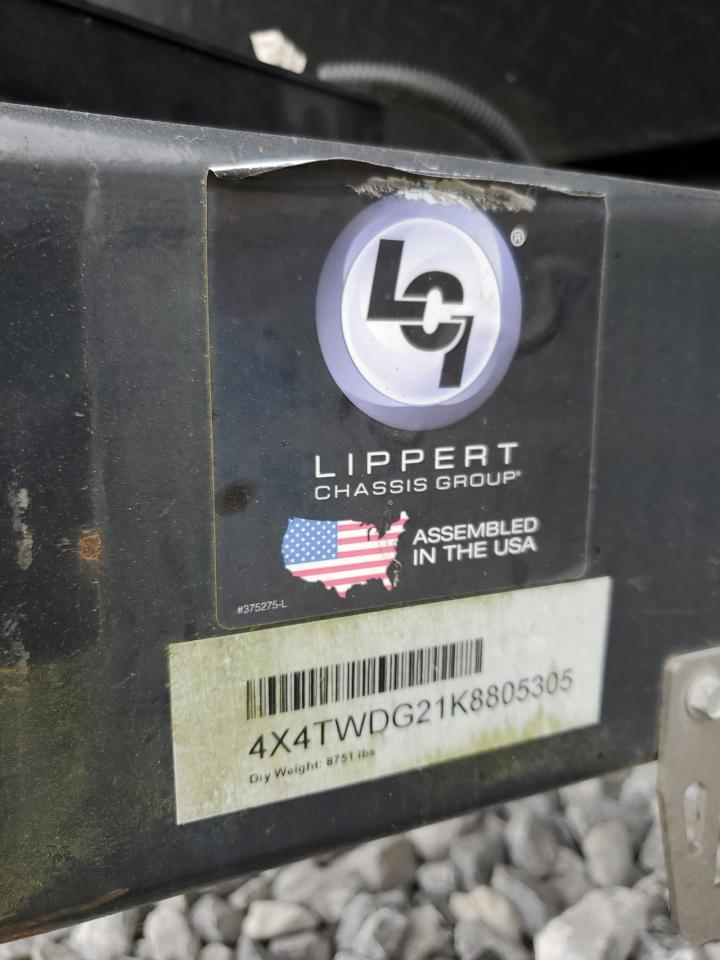 LCI®
LIPPERT
CHASSIS GROUP®
ASSEMBLED
IN THE USA
#375275-L
4X4TWDG21K8805305
Dry Weight: 8751 lbs